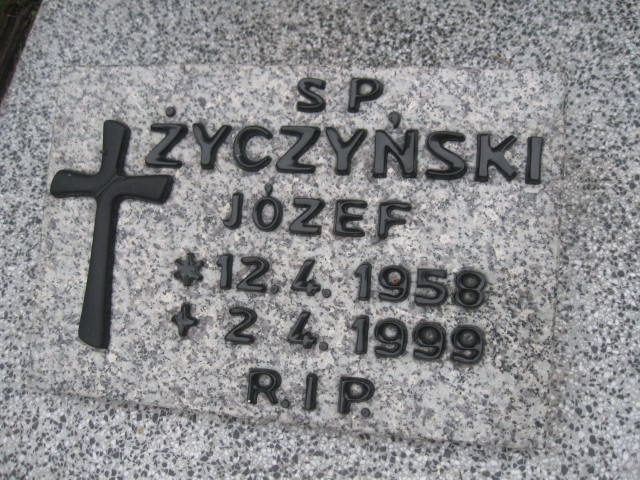 SP
ŻYCZYŃSKI
JÓZEF
* 12.4.1958
+ 2 4.1999
R.I P.